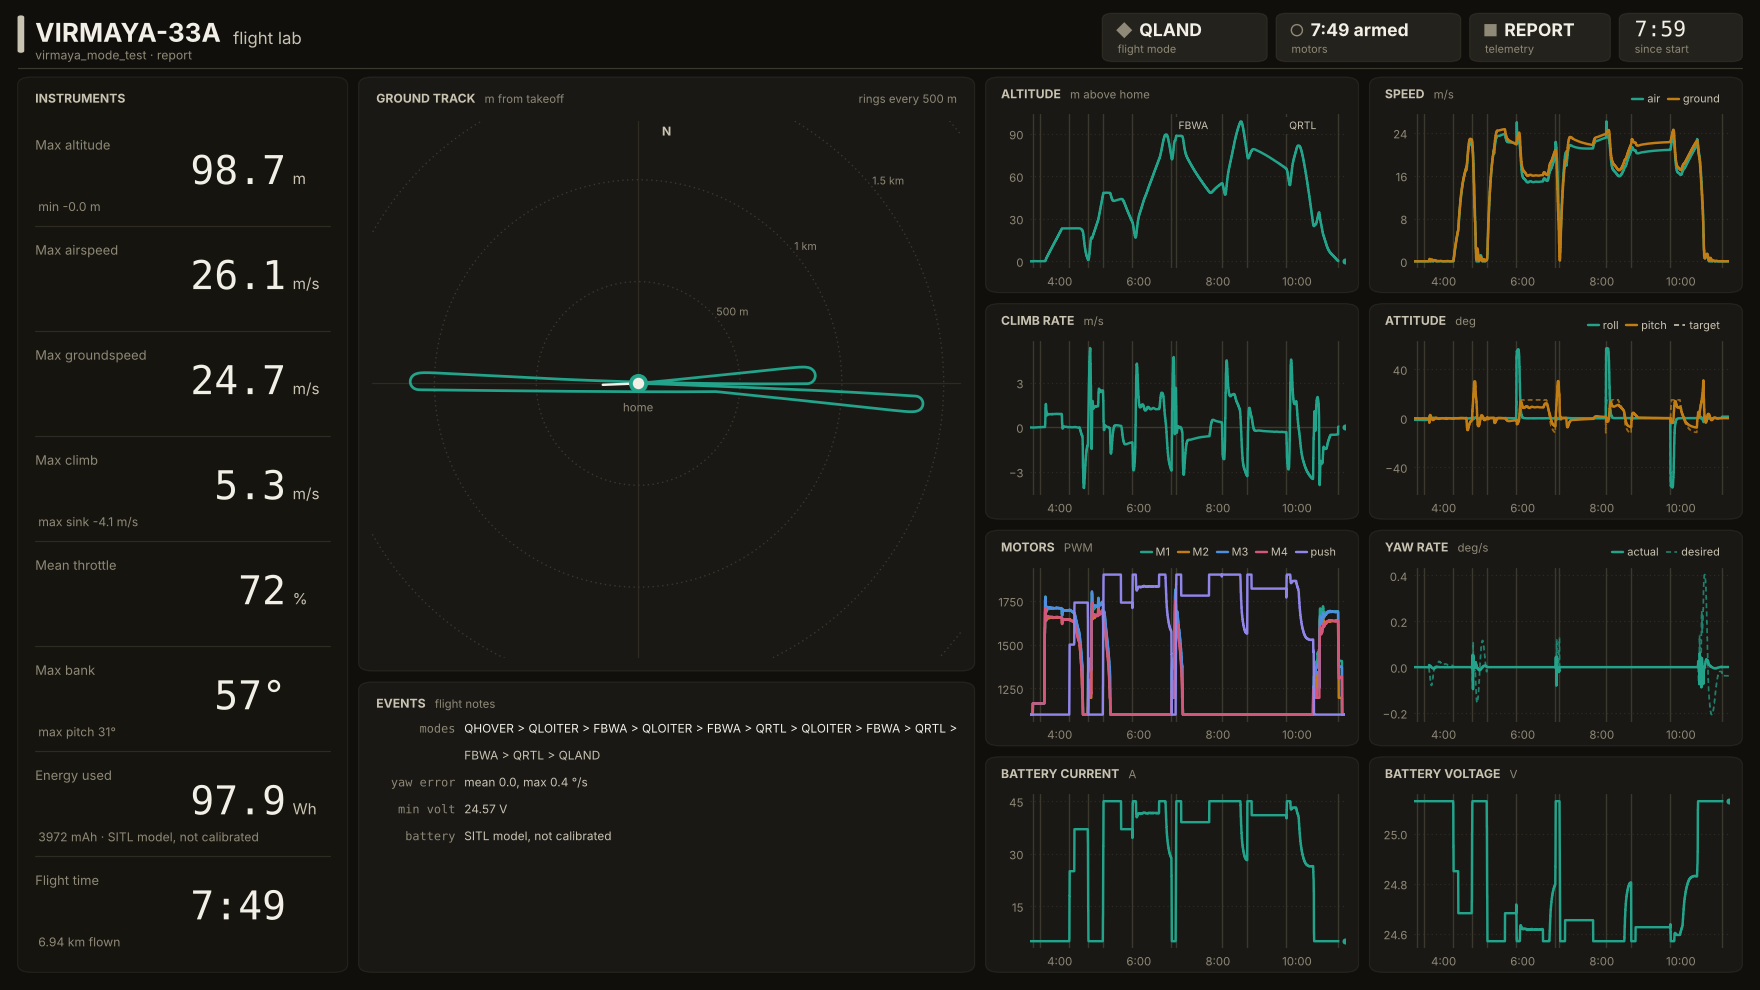 VIRMAYA-33A flight lab
virmaya_mode_test · report
QLAND
flight mode
7:49 armed
motors
REPORT
telemetry
7:59
since start
INSTRUMENTS
Max altitude
98.7 m
min -0.0 m
Max airspeed
26.1 m/s
Max groundspeed
24.7 m/s
Max climb
5.3 m/s
max sink -4.1 m/s
Mean throttle
72 %
Max bank
57°
max pitch 31°
Energy used
97.9 Wh
3972 mAh · SITL model, not calibrated
Flight time
7:49
6.94 km flown
GROUND TRACK m from takeoff
rings every 500 m
N
1.5 km
1 km
500 m
home
EVENTS flight notes
modes QHOVER > QLOITER > FBWA > QLOITER > FBWA > QRTL > QLOITER > FBWA > QRTL >
FBWA > QRTL > QLAND
yaw error mean 0.0, max 0.4 °/s
min volt 24.57 V
battery SITL model, not calibrated
ALTITUDE m above home
FBWA QRTL
90
60
30
0
4:00 6:00 8:00 10:00
SPEED m/s
air ground
24
16
8
0
4:00 6:00 8:00 10:00
CLIMB RATE m/s
3
0
−3
4:00 6:00 8:00 10:00
ATTITUDE deg
roll pitch target
40
0
−40
4:00 6:00 8:00 10:00
MOTORS PWM
M1 M2 M3 M4 push
1750
1500
1250
4:00 6:00 8:00 10:00
YAW RATE deg/s
actual desired
0.4
0.2
0.0
−0.2
4:00 6:00 8:00 10:00
BATTERY CURRENT A
45
30
15
4:00 6:00 8:00 10:00
BATTERY VOLTAGE V
25.0
24.8
24.6
4:00 6:00 8:00 10:00